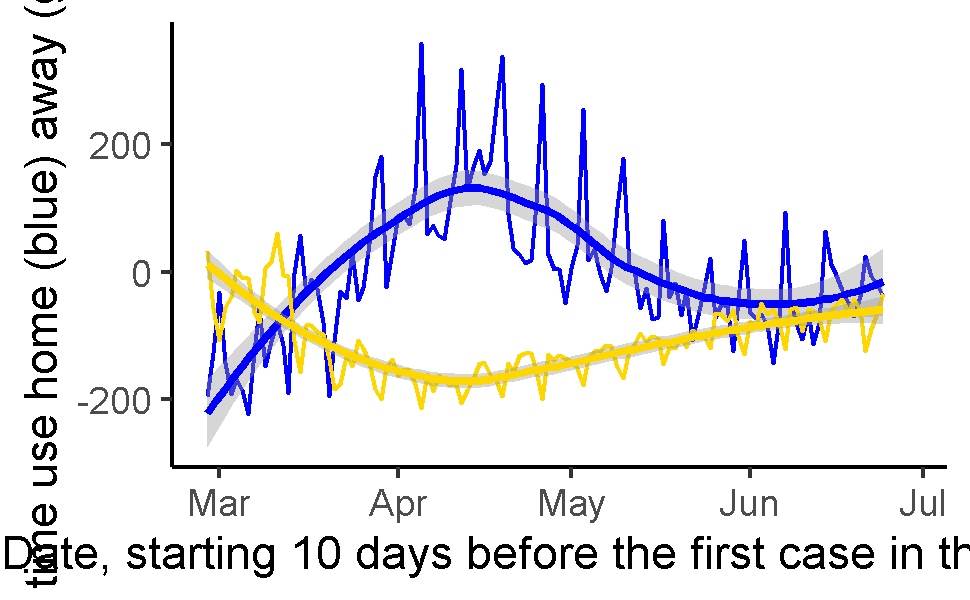 time use home (blue) away (
200
0
-200
Mar Apr May Jun Jul
Date, starting 10 days before the first case in th